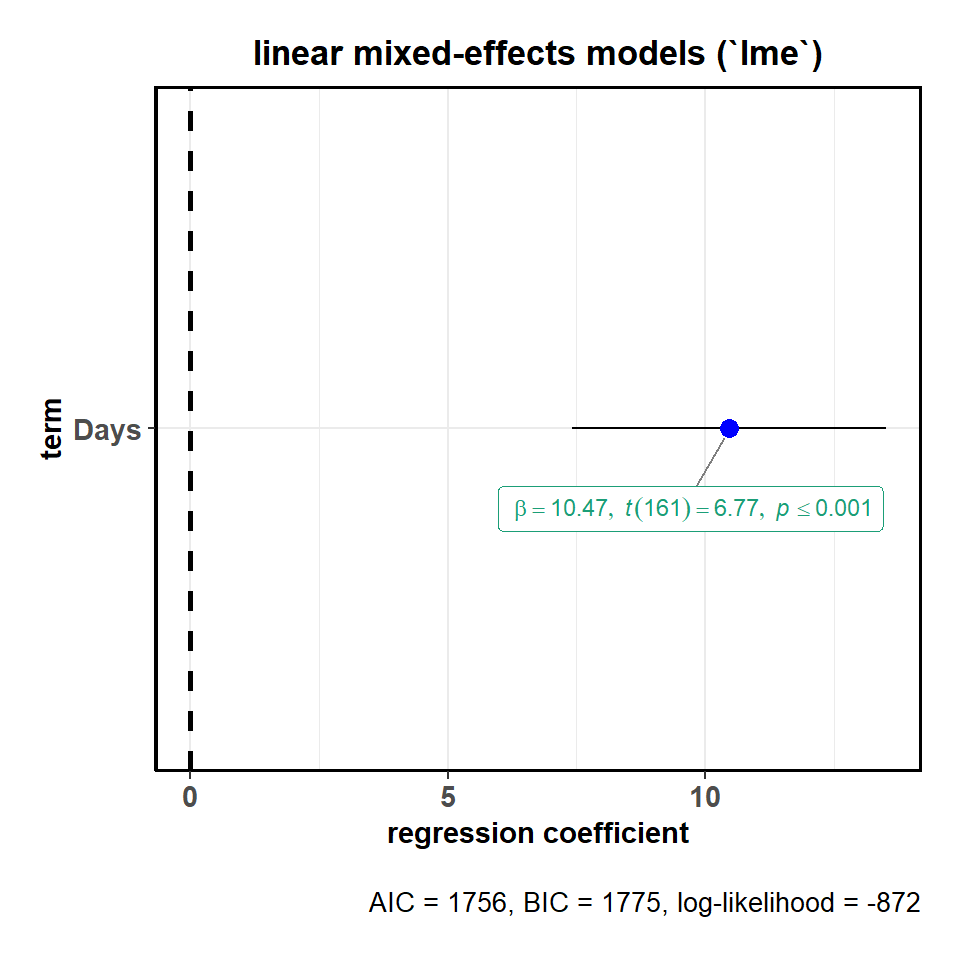 linear mixed-effects models (`lme`)
term
Days
β = 10.47, t(161) = 6.77, p ≤ 0.001
0 5 10
regression coefficient
AIC = 1756, BIC = 1775, log-likelihood = -872